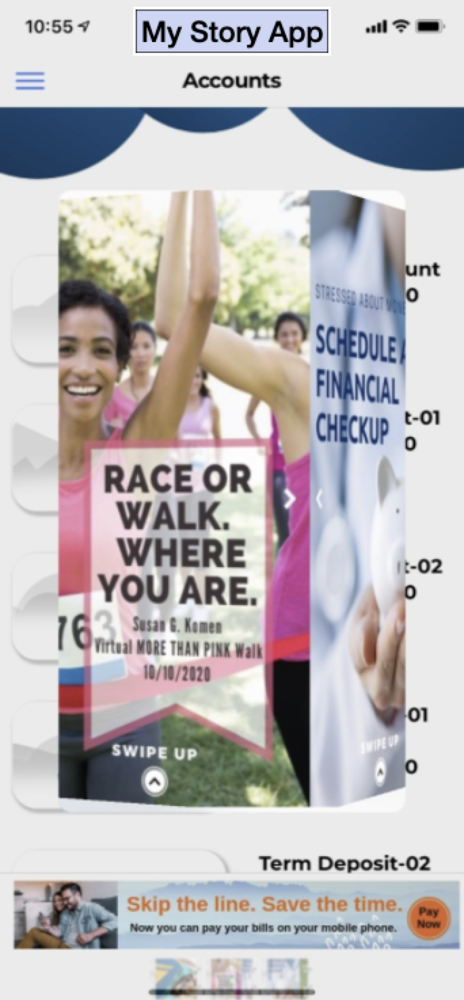 10:55
My Story App
Accounts
unt
0
STRESSED ABOUT MONE
SCHEDULE A
FINANCIAL
CHECKUP
t-01
0
RACE OR
WALK.
WHERE
YOU ARE.
t-02
0
763
Susan G. Komen
Virtual MORE THAN PINK Walk
10/10/2020
-01
SWIPE UP
SWIPE UP
0
Term Deposit-02
Skip the line. Save the time.
Now you can pay your bills on your mobile phone.
Pay
Now